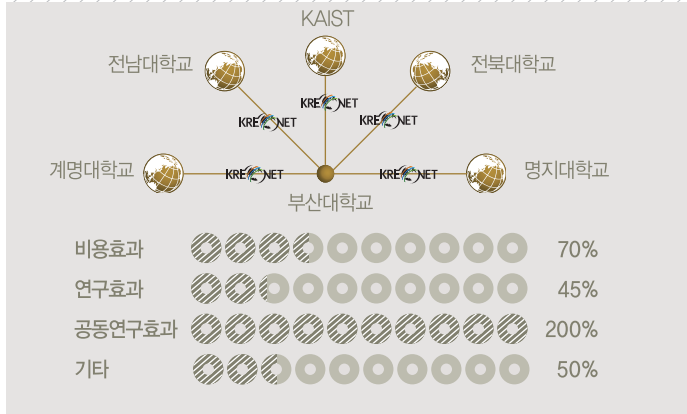 KAIST
전남대학교
전북대학교
KREONET
KREONET
KREONET
계명대학교
KREONET
KREONET
명지대학교
부산대학교
비용효과 70%
연구효과 45%
공동연구효과 200%
기타 50%